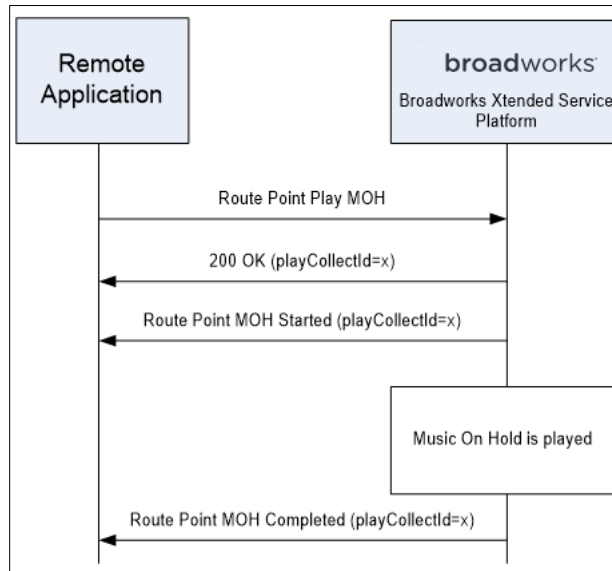 Remote
Application
broadworks
Broadworks Xtended Service
Platform
Route Point Play MOH
200 OK (playCollectId=x)
Route Point MOH Started (playCollectId=x)
Music On Hold is played
Route Point MOH Completed (playCollectId=x)